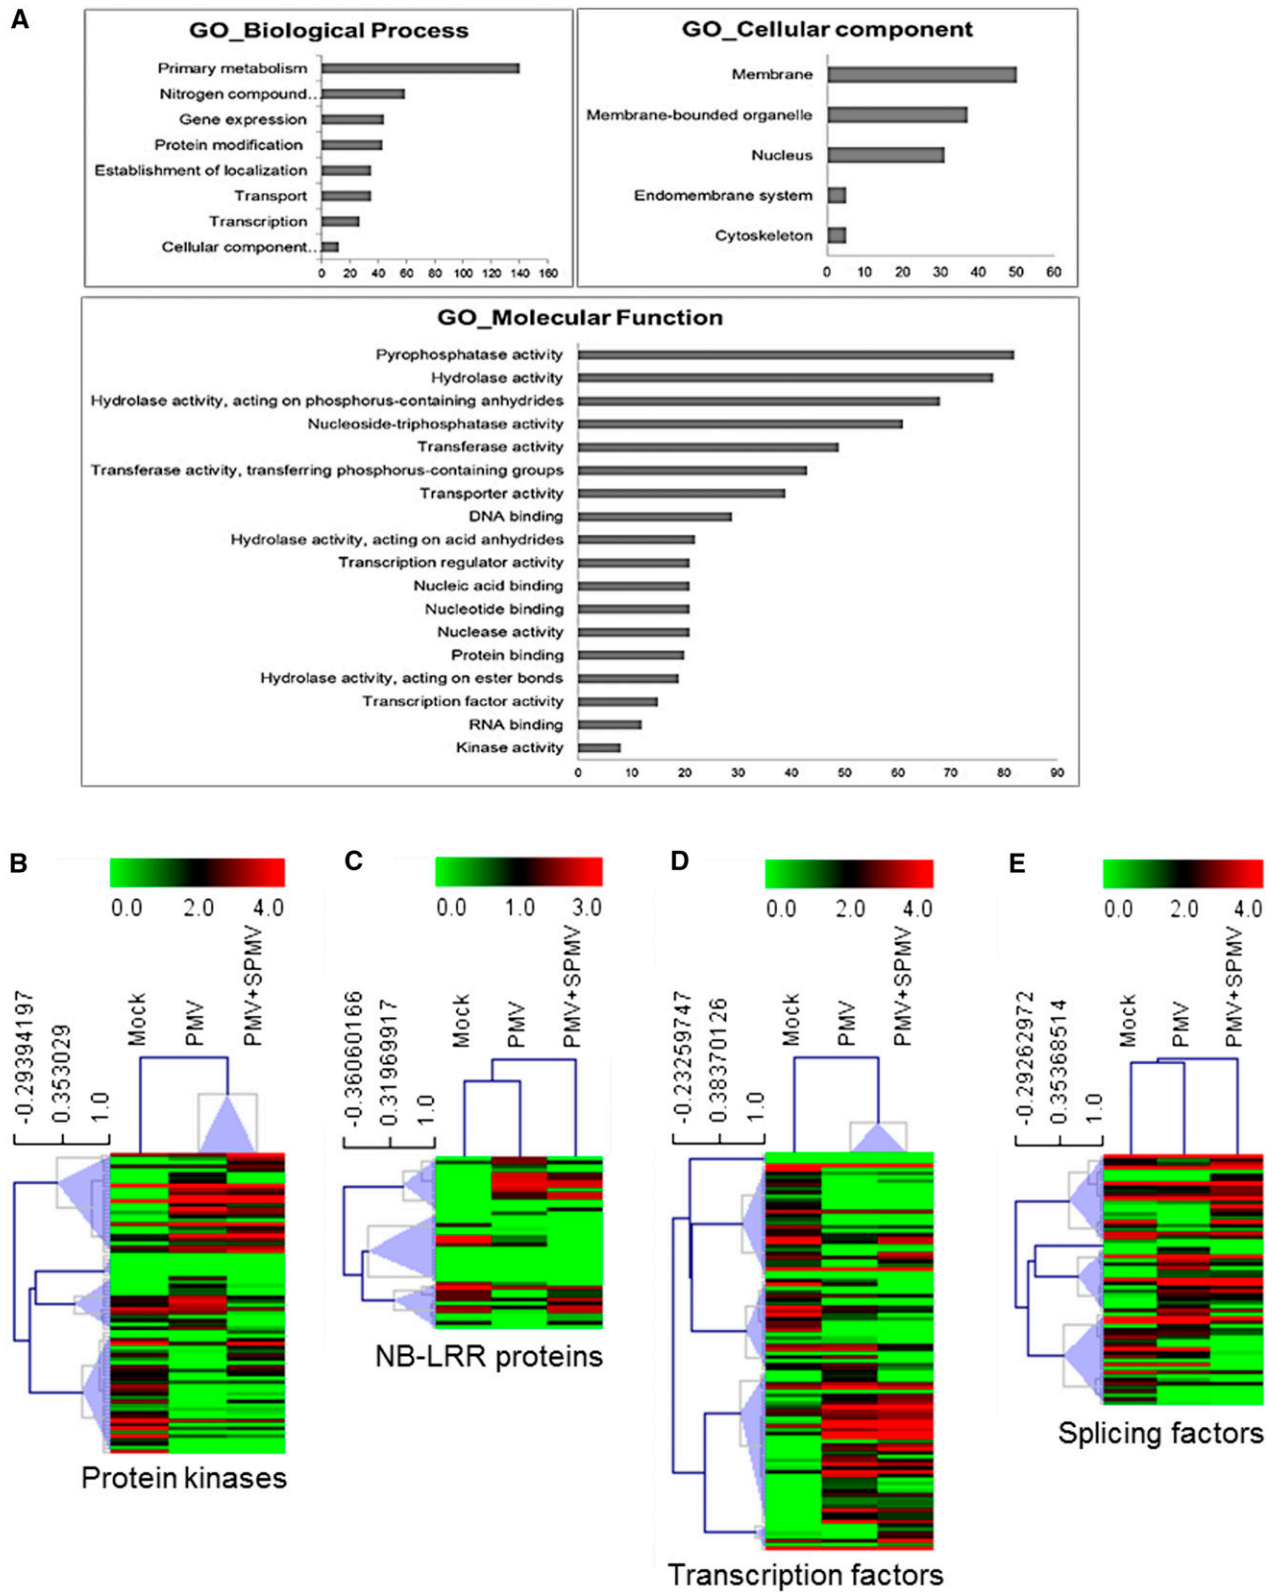 A
GO_Biological Process
Primary metabolism
Nitrogen compound...
Gene expression
Protein modification
Establishment of localization
Transport
Transcription
Cellular component...
0 20 40 60 80 100 120 140 160
GO_Cellular component
Membrane
Membrane-bounded organelle
Nucleus
Endomembrane system
Cytoskeleton
0 10 20 30 40 50 60
GO_Molecular Function
Pyrophosphatase activity
Hydrolase activity
Hydrolase activity, acting on phosphorus-containing anhydrides
Nucleoside-triphosphatase activity
Transferase activity
Transferase activity, transferring phosphorus-containing groups
Transporter activity
DNA binding
Hydrolase activity, acting on acid anhydrides
Transcription regulator activity
Nucleic acid binding
Nucleotide binding
Nuclease activity
Protein binding
Hydrolase activity, acting on ester bonds
Transcription factor activity
RNA binding
Kinase activity
0 10 20 30 40 50 60 70 80 90
B
0.0 2.0 4.0
-0.29394197
0.353029
1.0
Mock
PMV
PMV+SPMV
Protein kinases
C
0.0 1.0 3.0
-0.36060166
0.31969917
1.0
Mock
PMV
PMV+SPMV
NB-LRR proteins
D
0.0 2.0 4.0
-0.23259747
0.38370126
1.0
Mock
PMV
PMV+SPMV
Transcription factors
E
0.0 2.0 4.0
-0.29262972
0.35368514
1.0
Mock
PMV
PMV+SPMV
Splicing factors